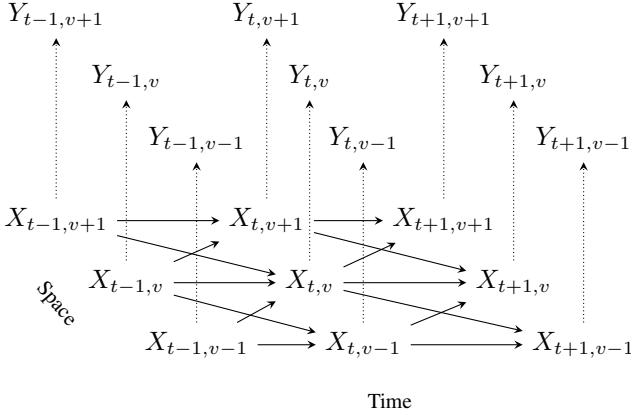 Y_{t−1,v+1} Y_{t,v+1} Y_{t+1,v+1}
Y_{t−1,v} Y_{t,v} Y_{t+1,v}
Y_{t−1,v−1} Y_{t,v−1} Y_{t+1,v−1}
X_{t−1,v+1} X_{t,v+1} X_{t+1,v+1}
X_{t−1,v} X_{t,v} X_{t+1,v}
Space
X_{t−1,v−1} X_{t,v−1} X_{t+1,v−1}
Time